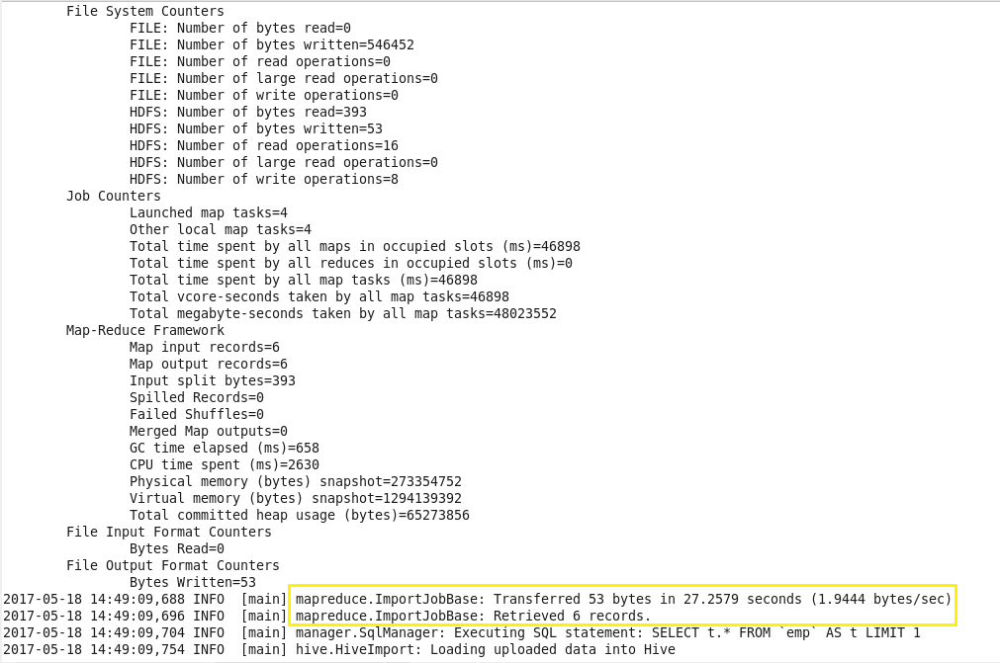 File System Counters
FILE: Number of bytes read=0
FILE: Number of bytes written=546452
FILE: Number of read operations=0
FILE: Number of large read operations=0
FILE: Number of write operations=0
HDFS: Number of bytes read=393
HDFS: Number of bytes written=53
HDFS: Number of read operations=16
HDFS: Number of large read operations=0
HDFS: Number of write operations=8
Job Counters
Launched map tasks=4
Other local map tasks=4
Total time spent by all maps in occupied slots (ms)=46898
Total time spent by all reduces in occupied slots (ms)=0
Total time spent by all map tasks (ms)=46898
Total vcore-seconds taken by all map tasks=46898
Total megabyte-seconds taken by all map tasks=48023552
Map-Reduce Framework
Map input records=6
Map output records=6
Input split bytes=393
Spilled Records=0
Failed Shuffles=0
Merged Map outputs=0
GC time elapsed (ms)=658
CPU time spent (ms)=2630
Physical memory (bytes) snapshot=273354752
Virtual memory (bytes) snapshot=1294139392
Total committed heap usage (bytes)=65273856
File Input Format Counters
Bytes Read=0
File Output Format Counters
Bytes Written=53
2017-05-18 14:49:09,688 INFO  [main] mapreduce.ImportJobBase: Transferred 53 bytes in 27.2579 seconds (1.9444 bytes/sec)
2017-05-18 14:49:09,696 INFO  [main] mapreduce.ImportJobBase: Retrieved 6 records.
2017-05-18 14:49:09,704 INFO  [main] manager.SqlManager: Executing SQL statement: SELECT t.* FROM `emp` AS t LIMIT 1
2017-05-18 14:49:09,754 INFO  [main] hive.HiveImport: Loading uploaded data into Hive